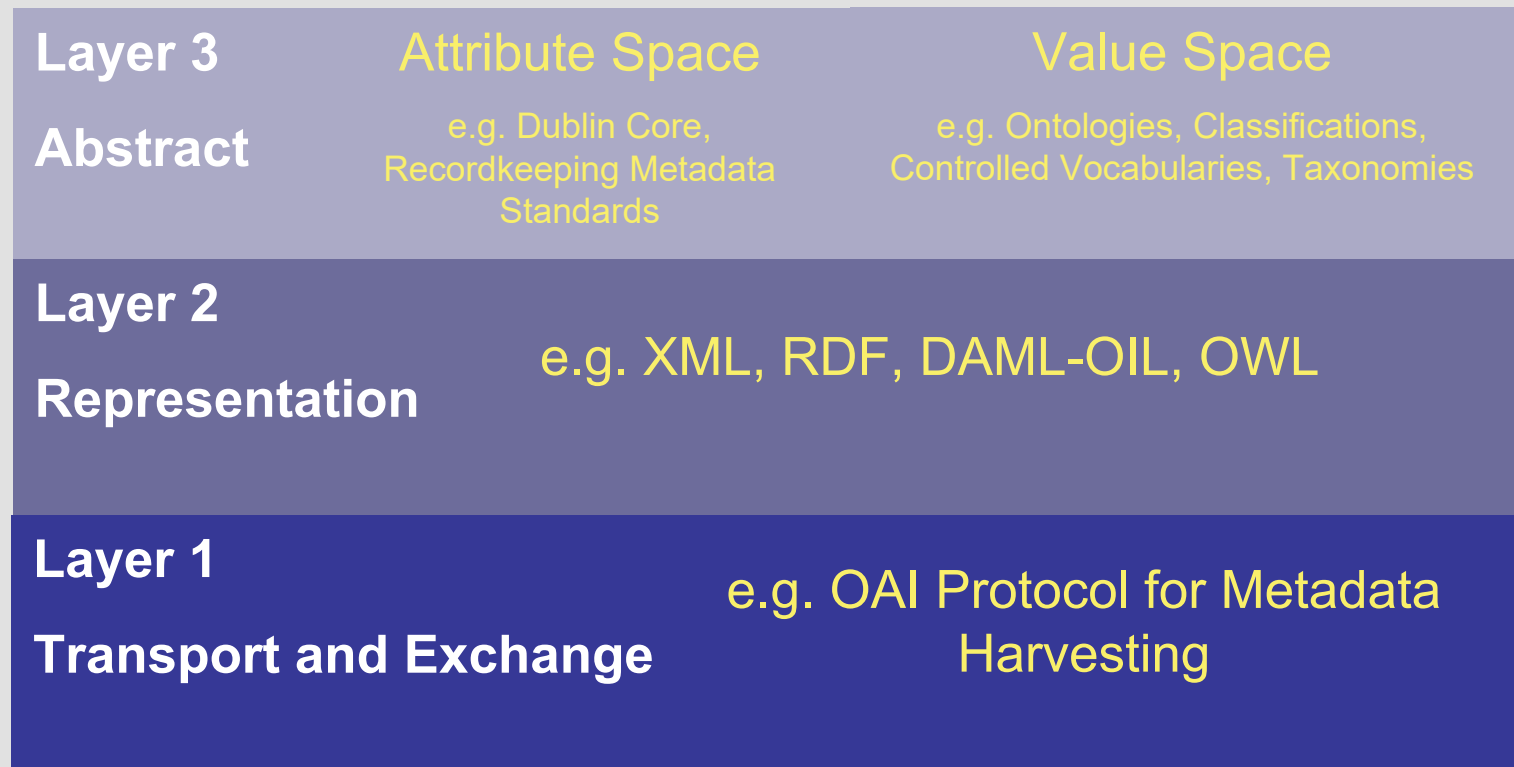 Layer 3
Abstract
Attribute Space
e.g. Dublin Core,
Recordkeeping Metadata
Standards
Value Space
e.g. Ontologies, Classifications,
Controlled Vocabularies, Taxonomies
Layer 2
Representation
e.g. XML, RDF, DAML-OIL, OWL
Layer 1
Transport and Exchange
e.g. OAI Protocol for Metadata
Harvesting